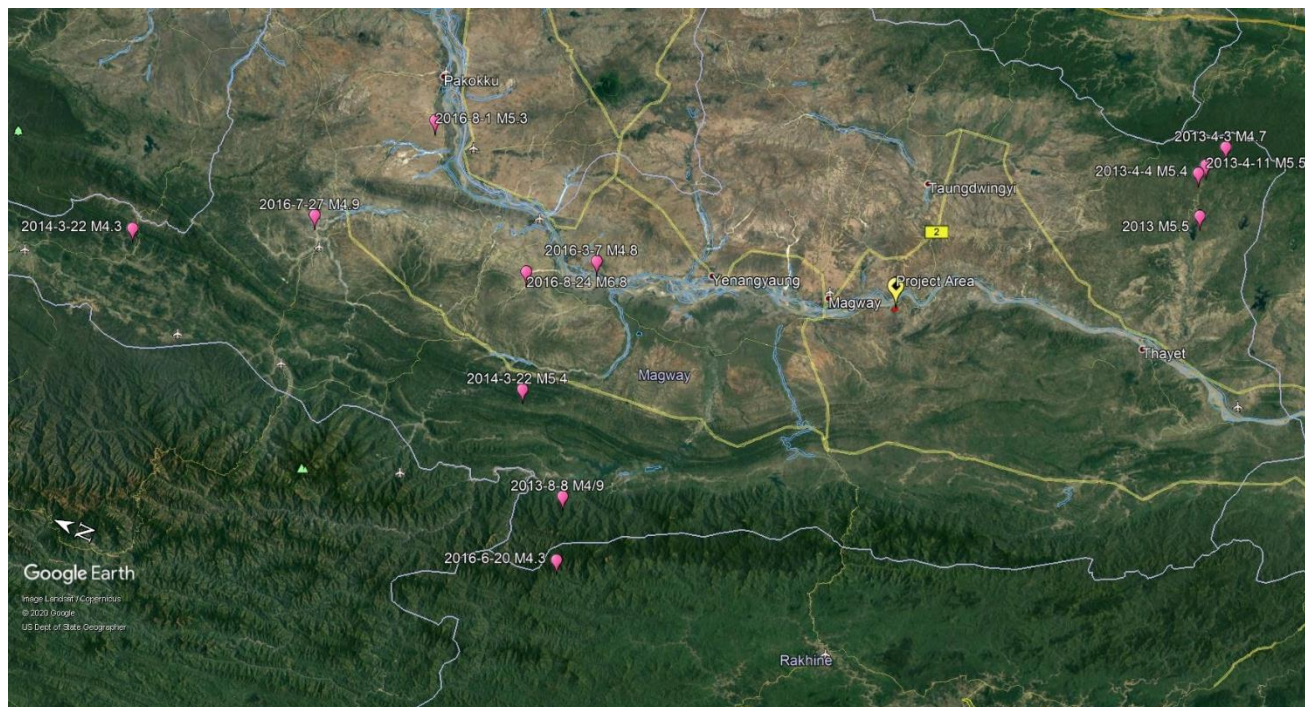 Pakokku
2016-8-1 M5.3
2013-4-3 M4.7
2013-4-11 M5.5
2013-4-4 M5.4
Taungdwingyi
2016-7-27 M4.9
2014-3-22 M4.3
2013 M5.5
2
2016-3-7 M4.8
2016-8-24 M6.8
Yenangyaung
Project Area
Magway
Thayet
Magway
2014-3-22 M5.4
2013-8-8 M4/9
N
2016-6-20 M4.3
Google Earth
Image Landsat / Copernicus
© 2020 Google
US Dept of State Geographer
Rakhine